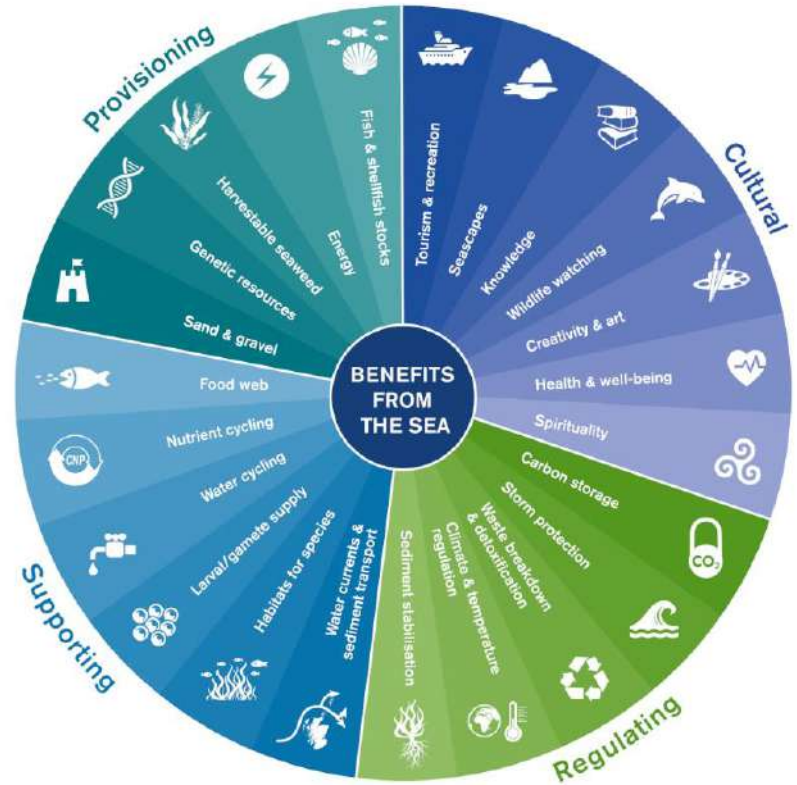 Provisioning
Fish & shellfish stocks
Energy
Harvestable seaweed
Genetic resources
Sand & gravel
Cultural
Tourism & recreation
Seascapes
Knowledge
Wildlife watching
Creativity & art
Health & well-being
Spirituality
BENEFITS
FROM
THE SEA
Supporting
Food web
Nutrient cycling
CNP
Water cycling
Larval/gamete supply
Habitats for species
Water currents &
sediment transport
Regulating
Carbon storage
CO₂
Storm protection
Waste breakdown
& detoxification
Climate & temperature
regulation
Sediment stabilisation